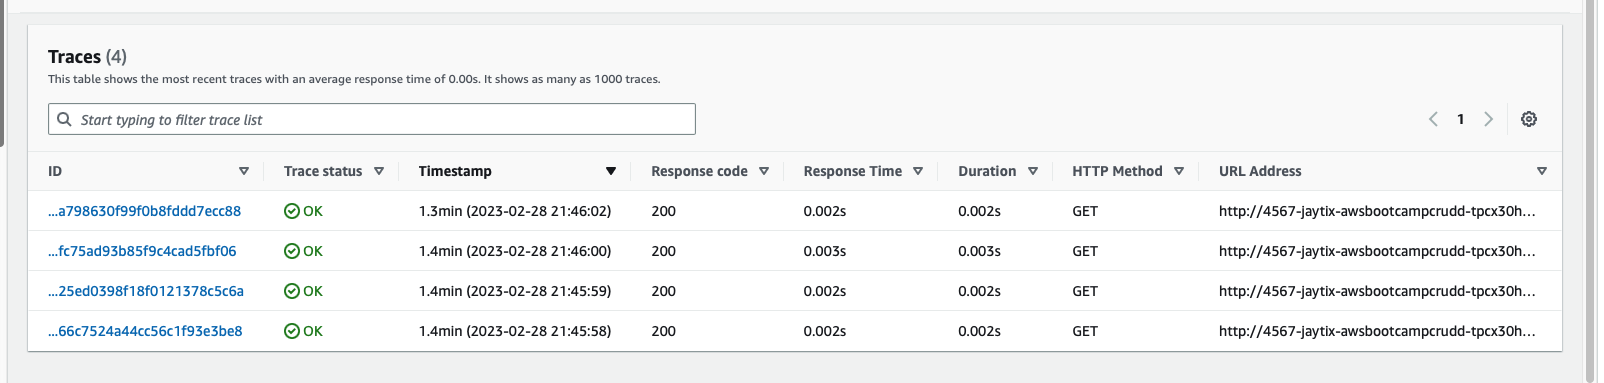 Traces (4)
This table shows the most recent traces with an average response time of 0.00s. It shows as many as 1000 traces.
Start typing to filter trace list
1
ID Trace status Timestamp Response code Response Time Duration HTTP Method URL Address
...a798630f99f0b8fddd7ecc88 OK 1.3min (2023-02-28 21:46:02) 200 0.002s 0.002s GET http://4567-jaytix-awsbootcampcrudd-tpcx30h...
...fc75ad93b85f9c4cad5fbf06 OK 1.4min (2023-02-28 21:46:00) 200 0.003s 0.003s GET http://4567-jaytix-awsbootcampcrudd-tpcx30h...
...25ed0398f18f0121378c5c6a OK 1.4min (2023-02-28 21:45:59) 200 0.002s 0.002s GET http://4567-jaytix-awsbootcampcrudd-tpcx30h...
...66c7524a44cc56c1f93e3be8 OK 1.4min (2023-02-28 21:45:58) 200 0.002s 0.002s GET http://4567-jaytix-awsbootcampcrudd-tpcx30h...